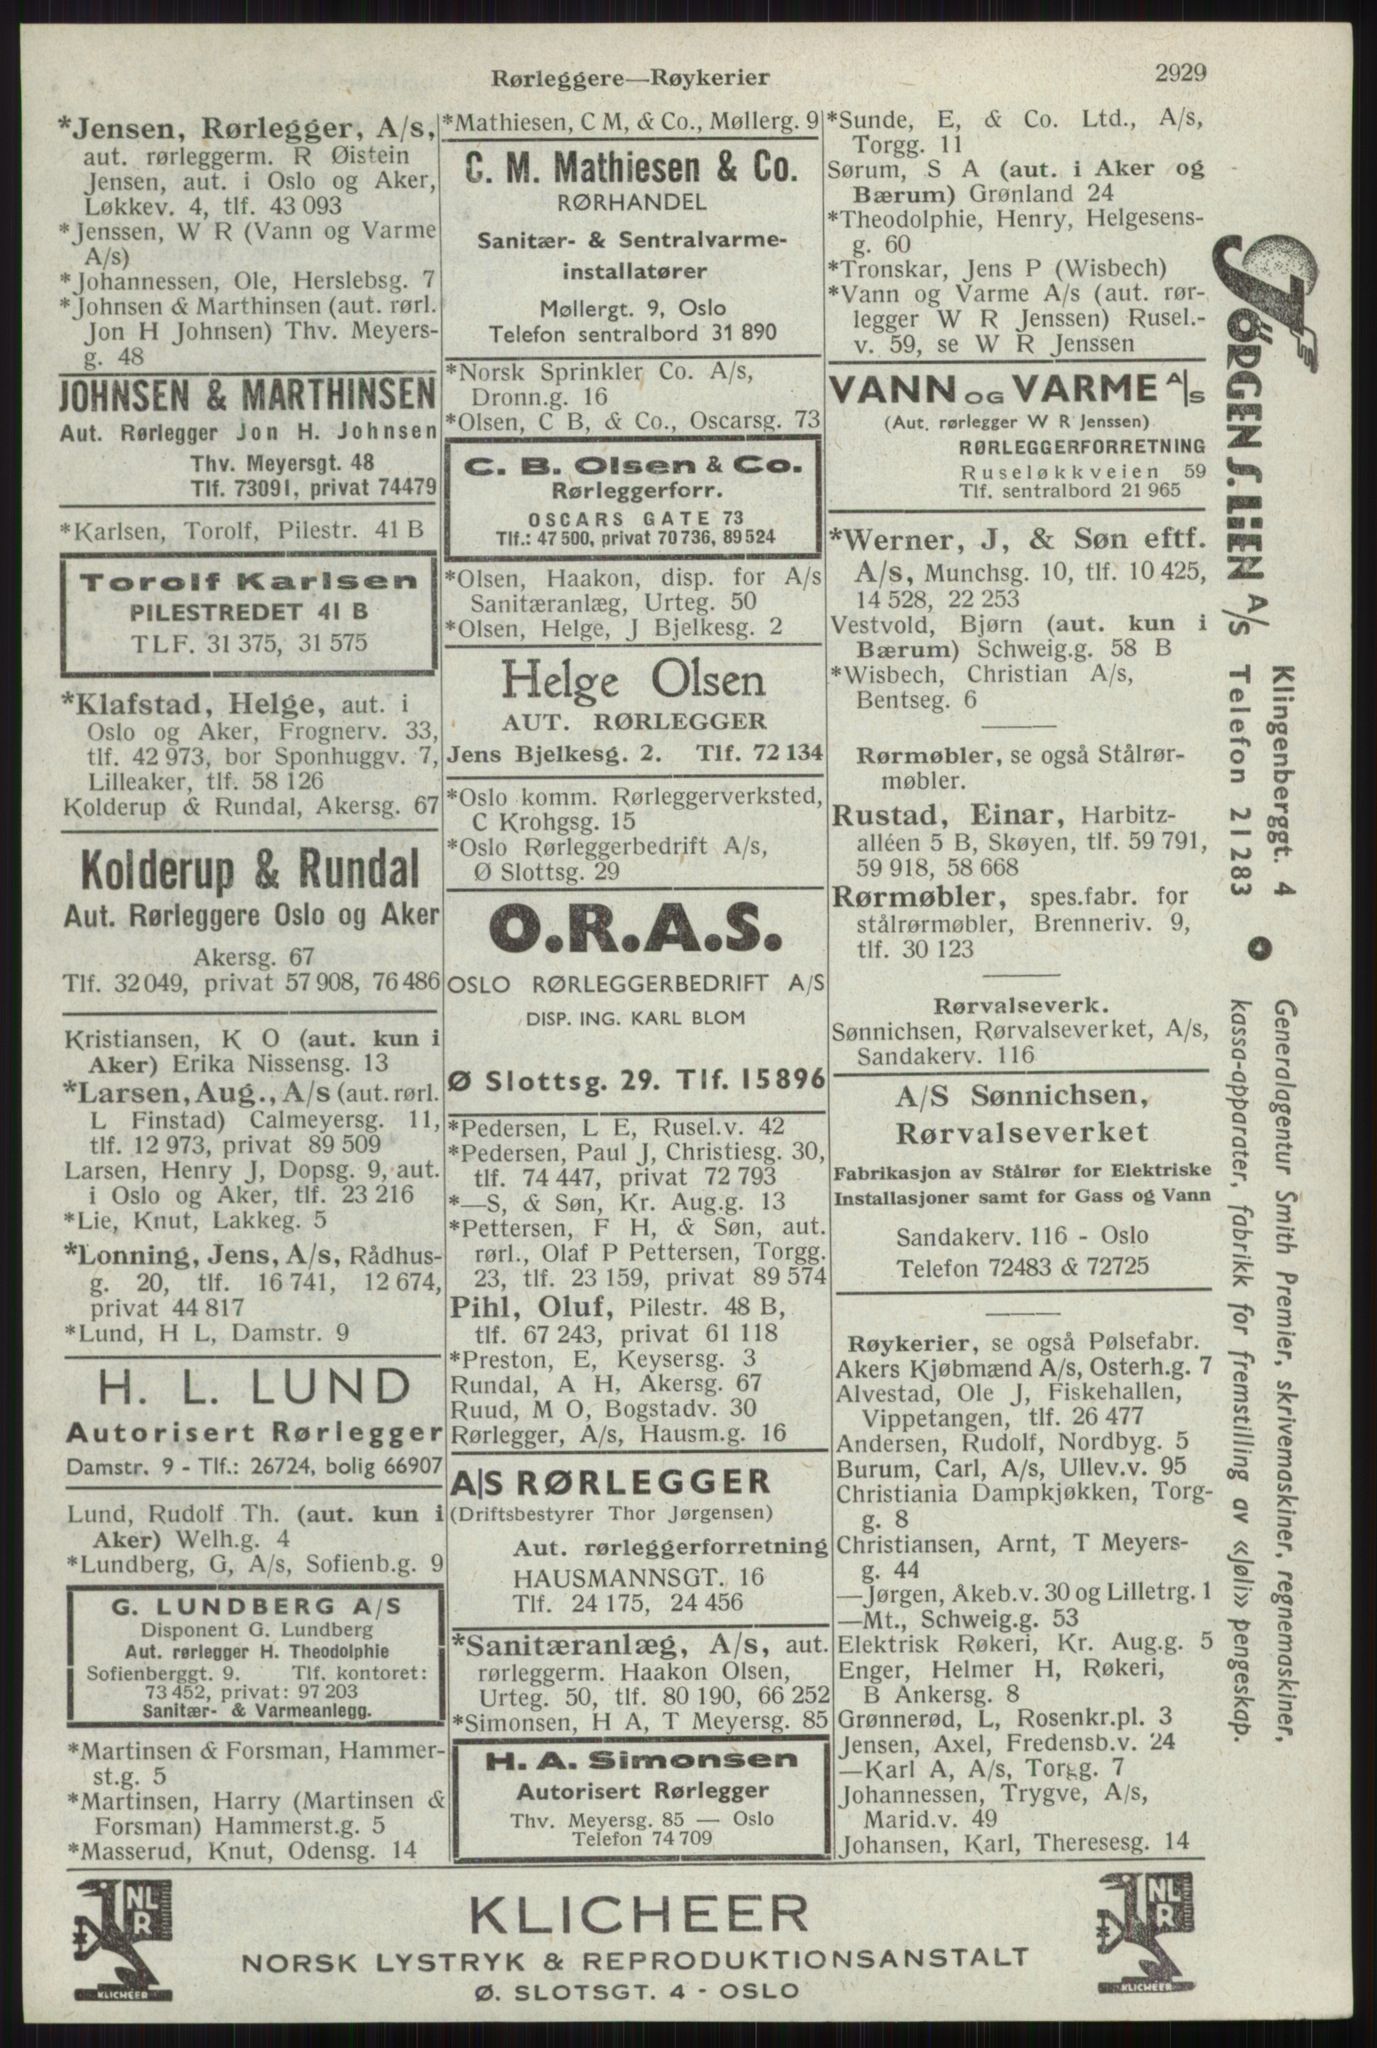 Rørleggere—Røykerier
2929
*Jensen, Rørlegger, A/s,
aut. rørleggerm. R Øistein
Jensen, aut. i Oslo og Aker,
Løkkev. 4, tlf. 43 093
*Jenssen, W R (Vann og Varme
A/s)
*Johannessen, Ole, Herslebsg. 7
*Johnsen & Marthinsen (aut. rørl.
Jon H Johnsen) Thv. Meyers-
g. 48
JOHNSEN & MARTHINSEN
Aut. Rørlegger Jon H. Johnsen
Thv. Meyersgt. 48
Tlf. 73091, privat 74479
*Karlsen, Torolf, Pilestr. 41 B
Torolf Karlsen
PILESTREDET 41 B
TLF. 31 375, 31 575
*Klafstad, Helge, aut. i
Oslo og Aker, Frognerv. 33,
tlf. 42 973, bor Sponhuggv. 7,
Lilleaker, tlf. 58 126
Kolderup & Rundal, Akersg. 67
Kolderup & Rundal
Aut. Rørleggere Oslo og Aker
Akersg. 67
Tlf. 32 049, privat 57 908, 76 486
Kristiansen, K O (aut. kun i
Aker) Erika Nissensg. 13
*Larsen, Aug., A/s (aut. rørl.
L Finstad) Calmeyersg. 11,
tlf. 12 973, privat 89 509
Larsen, Henry J, Dopsg. 9, aut.
i Oslo og Aker, tlf. 23 216
*Lie, Knut, Lakkeg. 5
*Lonning, Jens, A/s, Rådhus-
g. 20, tlf. 16 741, 12 674,
privat 44 817
*Lund, H L, Damstr. 9
H. L. LUND
Autorisert Rørlegger
Damstr. 9 - Tlf.: 26724, bolig 66907
Lund, Rudolf Th. (aut. kun i
Aker) Welh.g. 4
*Lundberg, G, A/s, Sofienb.g. 9
G. LUNDBERG A/S
Disponent G. Lundberg
Aut. rørlegger H. Theodolphie
Sofienberggt. 9. Tlf. kontoret:
73 452, privat: 97 203
Sanitær- & Varmeanlegg.
*Martinsen & Forsman, Hammer-
st.g. 5
*Martinsen, Harry (Martinsen &
Forsman) Hammerst.g. 5
*Masserud, Knut, Odensg. 14
*Mathiesen, C M, & Co., Møllerg. 9
C. M. Mathiesen & Co.
RØRHANDEL
Sanitær- & Sentralvarme-
installatører
Møllergt. 9, Oslo
Telefon sentralbord 31 890
*Norsk Sprinkler Co. A/s,
Dronn.g. 16
*Olsen, C B, & Co., Oscarsg. 73
C. B. Olsen & Co.
Rørleggerforr.
OSCARS GATE 73
Tlf.: 47 500, privat 70 736, 89 524
*Olsen, Haakon, disp. for A/s
Sanitæranlæg, Urteg. 50
*Olsen, Helge, J Bjelkesg. 2
Helge Olsen
AUT. RØRLEGGER
Jens Bjelkesg. 2. Tlf. 72 134
*Oslo komm. Rørleggerverksted,
C Krohgsg. 15
*Oslo Rørleggerbedrift A/s,
Ø Slottsg. 29
O.R.A.S.
OSLO RØRLEGGERBEDRIFT A/S
DISP. ING. KARL BLOM
Ø Slottsg. 29. Tlf. 15896
*Pedersen, L E, Rusel.v. 42
*Pedersen, Paul J, Christiesg. 30,
tlf. 74 447, privat 72 793
*—S, & Søn, Kr. Aug.g. 13
*Pettersen, F H, & Søn, aut.
rørl., Olaf P Pettersen, Torgg.
23, tlf. 23 159, privat 89 574
Pihl, Oluf, Pilestr. 48 B,
tlf. 67 243, privat 61 118
*Preston, E, Keysersg. 3
Rundal, A H, Akersg. 67
Ruud, M O, Bogstadv. 30
Rørlegger, A/s, Hausm.g. 16
A|S RØRLEGGER
(Driftsbestyrer Thor Jørgensen)
Aut. rørleggerforretning
HAUSMANNSGT. 16
Tlf. 24 175, 24 456
*Sanitæranlæg, A/s, aut.
rørleggerm. Haakon Olsen,
Urteg. 50, tlf. 80 190, 66 252
*Simonsen, H A, T Meyersg. 85
H. A. Simonsen
Autorisert Rørlegger
Thv. Meyersg. 85 — Oslo
Telefon 74 709
*Sunde, E, & Co. Ltd., A/s,
Torgg. 11
Sørum, S A (aut. i Aker og
Bærum) Grønland 24
*Theodolphie, Henry, Helgesens-
g. 60
*Tronskar, Jens P (Wisbech)
*Vann og Varme A/s (aut. rør-
legger W R Jenssen) Rusel.-
v. 59, se W R Jenssen
VANN OG VARME A|S
(Aut. rørlegger W R Jenssen)
RØRLEGGERFORRETNING
Ruseløkkveien 59
Tlf. sentralbord 21 965
*Werner, J, & Søn eftf.
A/s, Munchsg. 10, tlf. 10 425,
14 528, 22 253
Vestvold, Bjørn (aut. kun i
Bærum) Schweig.g. 58 B
*Wisbech, Christian A/s,
Bentseg. 6
Rørmøbler, se også Stålrør-
møbler.
Rustad, Einar, Harbitz-
alléen 5 B, Skøyen, tlf. 59 791,
59 918, 58 668
Rørmøbler, spes.fabr. for
stålrørmøbler, Brenneriv. 9,
tlf. 30 123
Rørvalseverk.
Sønnichsen, Rørvalseverket, A/s,
Sandakerv. 116
A/S Sønnichsen,
Rørvalseverket
Fabrikasjon av Stålrør for Elektriske
Installasjoner samt for Gass og Vann
Sandakerv. 116 - Oslo
Telefon 72483 & 72725
Røykerier, se også Pølsefabr.
Akers Kjøbmænd A/s, Osterh.g. 7
Alvestad, Ole J, Fiskehallen,
Vippetangen, tlf. 26 477
Andersen, Rudolf, Nordbyg. 5
Burum, Carl, A/s, Ullev.v. 95
Christiania Dampkjøkken, Torg-
g. 8
Christiansen, Arnt, T Meyers-
g. 44
—Jørgen, Åkeb.v. 30 og Lilletrg. 1
—Mt., Schweig.g. 53
Elektrisk Røkeri, Kr. Aug.g. 5
Enger, Helmer H, Røkeri,
B Ankersg. 8
Grønnerød, L, Rosenkr.pl. 3
Jensen, Axel, Fredensb.v. 24
—Karl A, A/s, Torgg. 7
Johannessen, Trygve, A/s,
Marid.v. 49
Johansen, Karl, Theresesg. 14
JØRGEN S. LIEN A/S
Klingenberggt. 4
Telefon 21 283
Generalagentur Smith Premier, skrivemaskiner, regnemaskiner,
kassa-apparater, fabrikk for fremstilling av «Jøli» pengeskap.
NL
R
KLICHEER
KLICHEER
NORSK LYSTRYK & REPRODUKTIONSANSTALT
Ø. SLOTSGT. 4 - OSLO
NL
R
KLICHEER